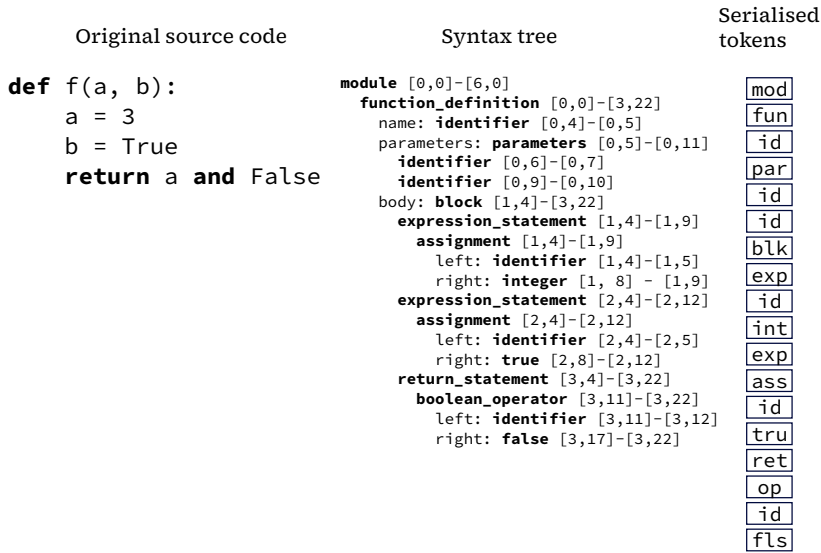 Original source code
def f(a, b):
    a = 3
    b = True
    return a and False
Syntax tree
module [0,0]-[6,0]
  function_definition [0,0]-[3,22]
    name: identifier [0,4]-[0,5]
    parameters: parameters [0,5]-[0,11]
      identifier [0,6]-[0,7]
      identifier [0,9]-[0,10]
    body: block [1,4]-[3,22]
      expression_statement [1,4]-[1,9]
        assignment [1,4]-[1,9]
          left: identifier [1,4]-[1,5]
          right: integer [1, 8] - [1,9]
      expression_statement [2,4]-[2,12]
        assignment [2,4]-[2,12]
          left: identifier [2,4]-[2,5]
          right: true [2,8]-[2,12]
      return_statement [3,4]-[3,22]
        boolean_operator [3,11]-[3,22]
          left: identifier [3,11]-[3,12]
          right: false [3,17]-[3,22]
Serialised
tokens
mod
fun
id
par
id
id
blk
exp
id
int
exp
ass
id
tru
ret
op
id
fls